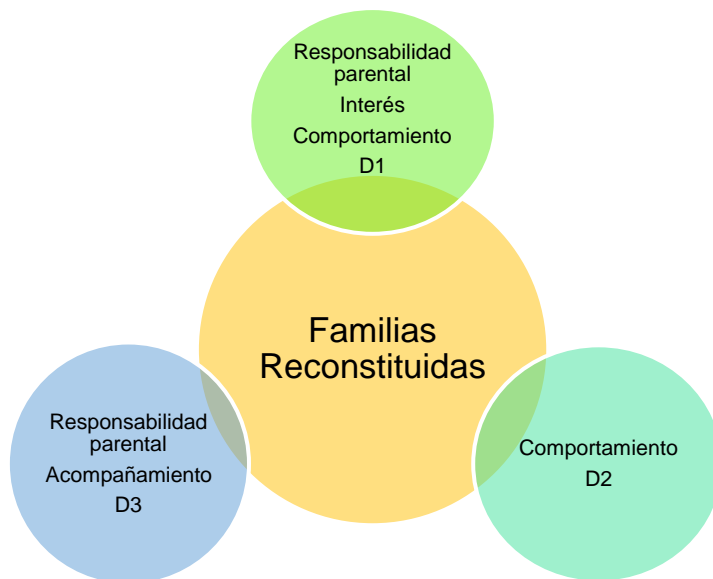 Responsabilidad
parental
Interés
Comportamiento
D1
Familias
Reconstituidas
Responsabilidad
parental
Acompañamiento
D3
Comportamiento
D2